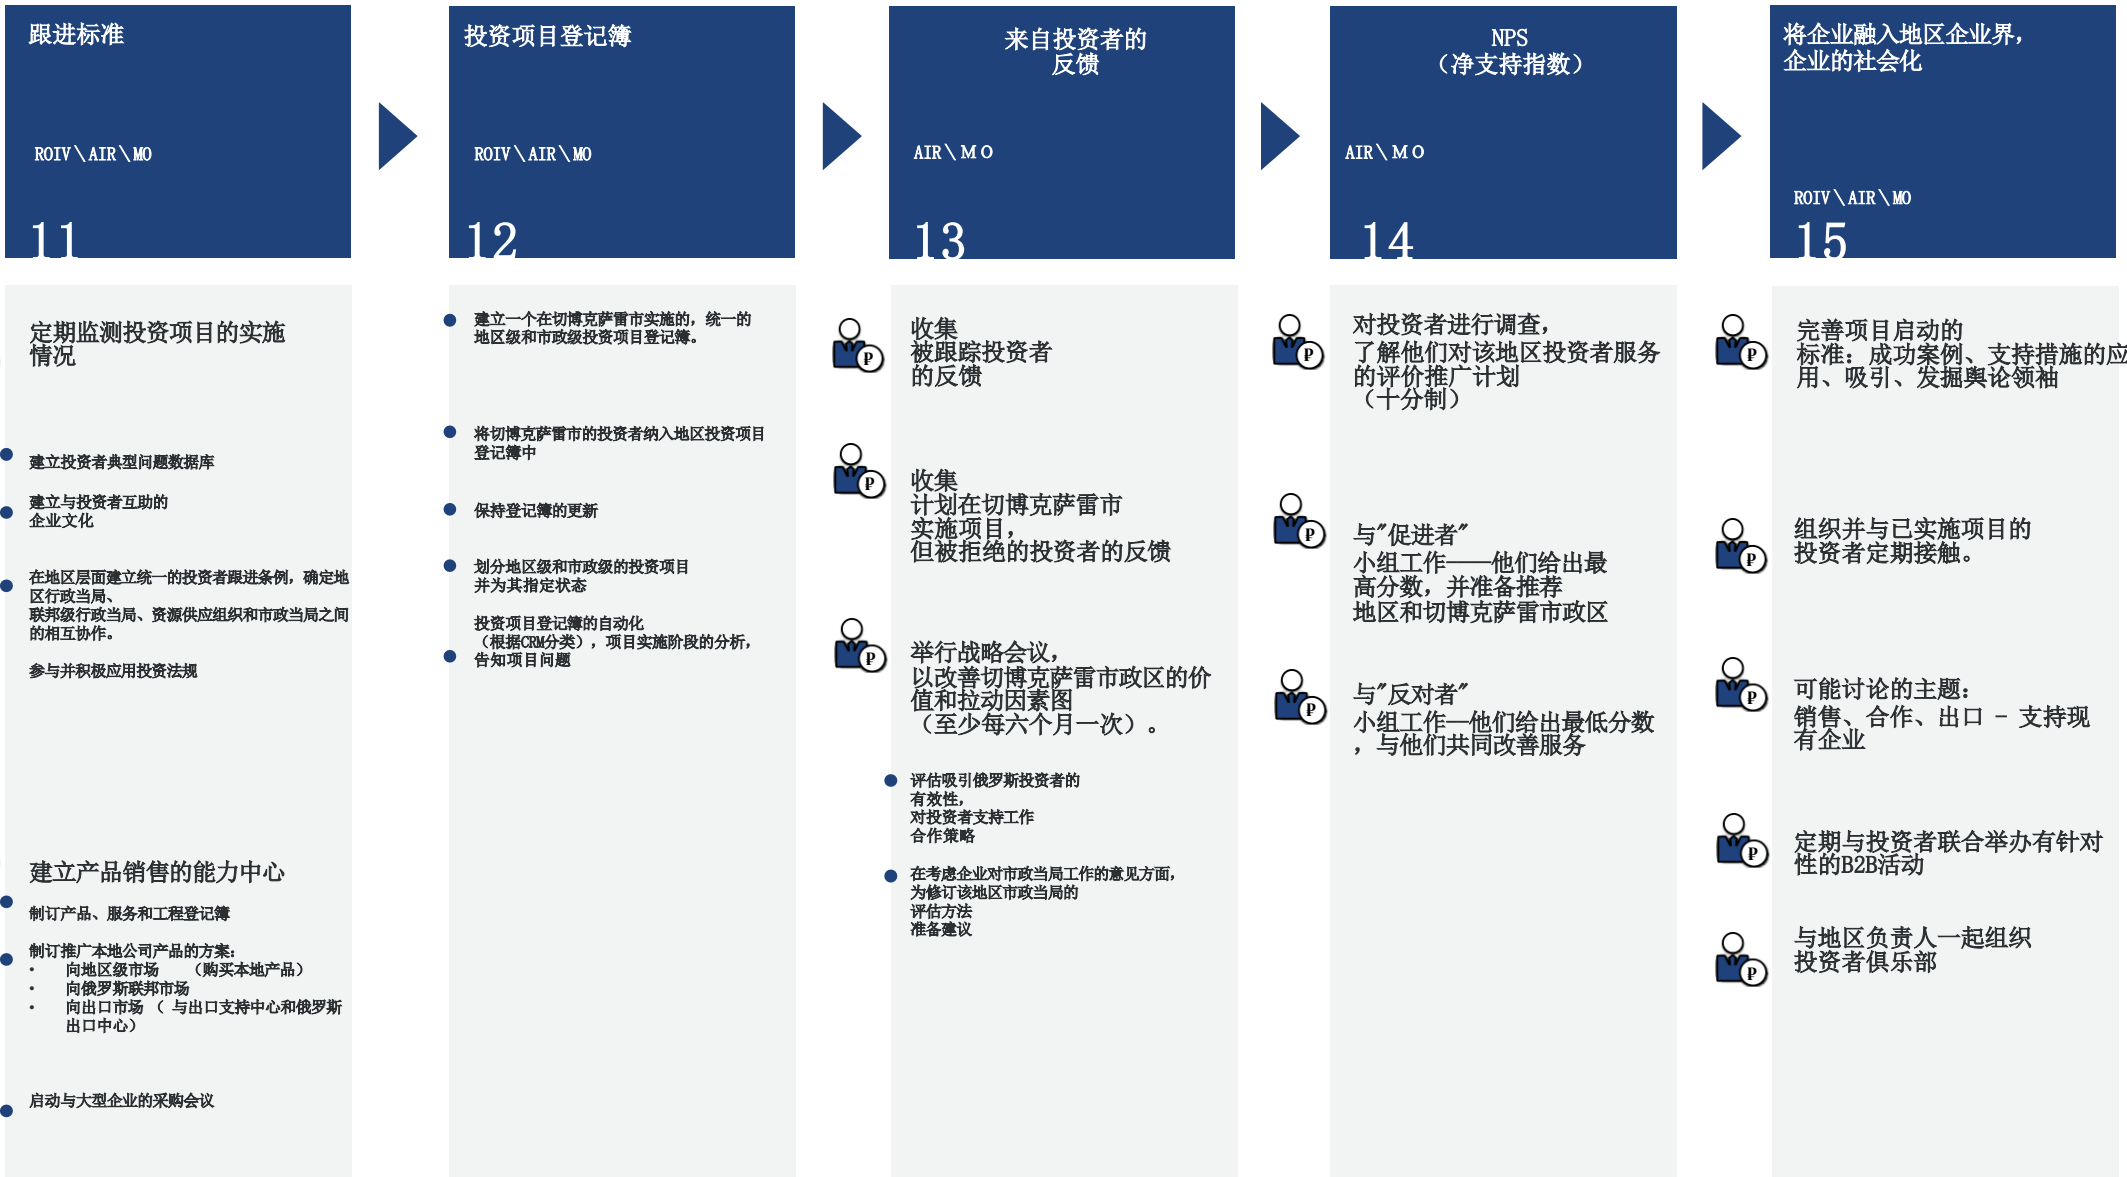 跟进标准
ROIV\AIR\MO
11
投资项目登记簿
ROIV\AIR\MO
12
来自投资者的
反馈
AIR\MO
13
NPS
（净支持指数）
AIR\MO
14
将企业融入地区企业界，
企业的社会化
ROIV\AIR\MO
15
定期监测投资项目的实施
情况
建立投资者典型问题数据库
建立与投资者互助的
企业文化
在地区层面建立统一的投资者跟进条例，确定地
区行政当局、
联邦级行政当局、资源供应组织和市政当局之间
的相互协作。
参与并积极应用投资法规
建立产品销售的能力中心
制订产品、服务和工程登记簿
制订推广本地公司产品的方案：
• 向地区级市场 （购买本地产品）
• 向俄罗斯联邦市场
• 向出口市场 （ 与出口支持中心和俄罗斯
出口中心）
启动与大型企业的采购会议
建立一个在切博克萨雷市实施的，统一的
地区级和市政级投资项目登记簿。
将切博克萨雷市的投资者纳入地区投资项目
登记簿中
保持登记簿的更新
划分地区级和市政级的投资项目
并为其指定状态
投资项目登记簿的自动化
（根据CRM分类），项目实施阶段的分析，
告知项目问题
收集
被跟踪投资者
的反馈
收集
计划在切博克萨雷市
实施项目，
但被拒绝的投资者的反馈
举行战略会议，
以改善切博克萨雷市政区的价
值和拉动因素图
（至少每六个月一次）。
评估吸引俄罗斯投资者的
有效性，
对投资者支持工作
合作策略
在考虑企业对市政当局工作的意见方面，
为修订该地区市政当局的
评估方法
准备建议
对投资者进行调查，
了解他们对该地区投资者服务
的评价推广计划
（十分制）
与"促进者"
小组工作——他们给出最
高分数，并准备推荐
地区和切博克萨雷市政区
与"反对者"
小组工作—他们给出最低分数
，与他们共同改善服务
完善项目启动的
标准：成功案例、支持措施的应
用、吸引、发掘舆论领袖
组织并与已实施项目的
投资者定期接触。
可能讨论的主题：
销售、合作、出口 - 支持现
有企业
定期与投资者联合举办有针对
性的B2B活动
与地区负责人一起组织
投资者俱乐部